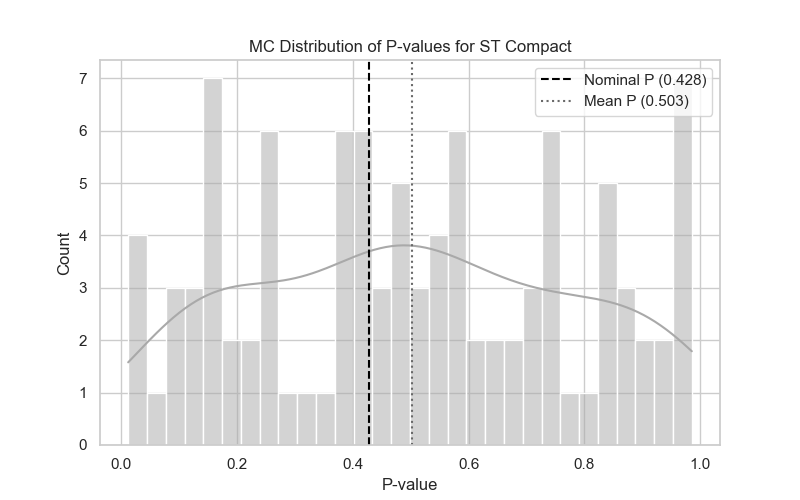 MC Distribution of P-values for ST Compact
Nominal P (0.428)
Mean P (0.503)
Count
7
6
5
4
3
2
1
0
0.0 0.2 0.4 0.6 0.8 1.0
P-value